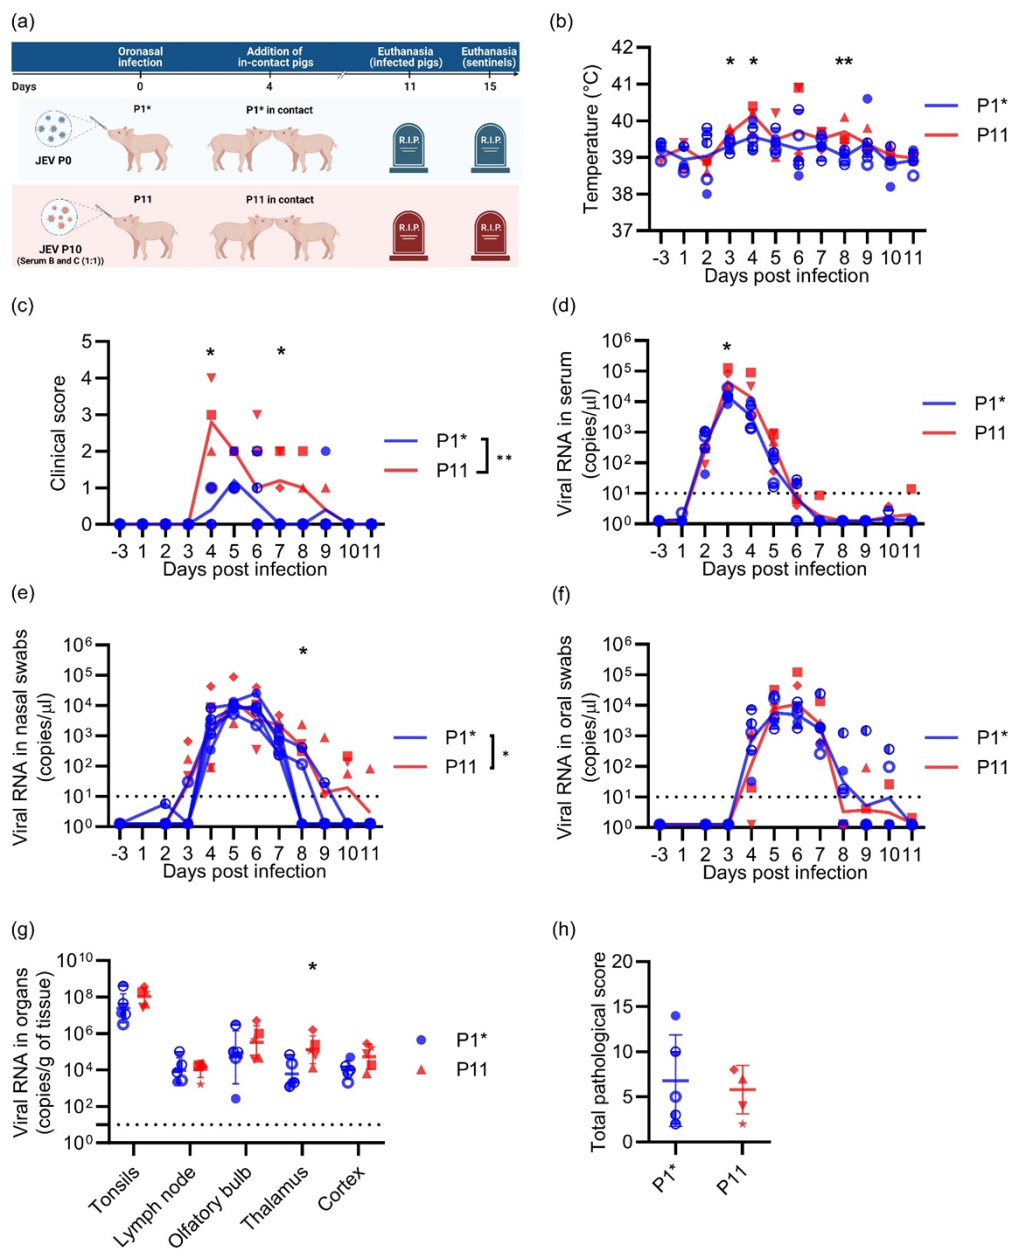 (a)
Oronasal infection
Addition of in-contact pigs
Euthanasia (infected pigs)
Euthanasia (sentinels)
Days
0
4
11
15
P1*
P1* in contact
JEV P0
R.I.P.
R.I.P.
P11
P11 in contact
JEV P10
(Serum B and C (1:1))
R.I.P.
R.I.P.
(b)
Temperature (°C)
42
41
40
39
38
37
* * **
-3 1 2 3 4 5 6 7 8 9 10 11
Days post infection
P1*
P11
(c)
Clinical score
5
4
3
2
1
0
* *
-3 1 2 3 4 5 6 7 8 9 10 11
Days post infection
P1*
P11
**
(d)
Viral RNA in serum
(copies/µl)
10⁶
10⁵
10⁴
10³
10²
10¹
10⁰
*
-3 1 2 3 4 5 6 7 8 9 10 11
Days post infection
P1*
P11
(e)
Viral RNA in nasal swabs
(copies/µl)
10⁶
10⁵
10⁴
10³
10²
10¹
10⁰
*
-3 1 2 3 4 5 6 7 8 9 10 11
Days post infection
P1*
P11
*
(f)
Viral RNA in oral swabs
(copies/µl)
10⁶
10⁵
10⁴
10³
10²
10¹
10⁰
-3 1 2 3 4 5 6 7 8 9 10 11
Days post infection
P1*
P11
(g)
Viral RNA in organs
(copies/g of tissue)
10¹⁰
10⁸
10⁶
10⁴
10²
10⁰
*
Tonsils
Lymph node
Olfatory bulb
Thalamus
Cortex
P1*
P11
(h)
Total pathological score
20
15
10
5
0
P1*
P11